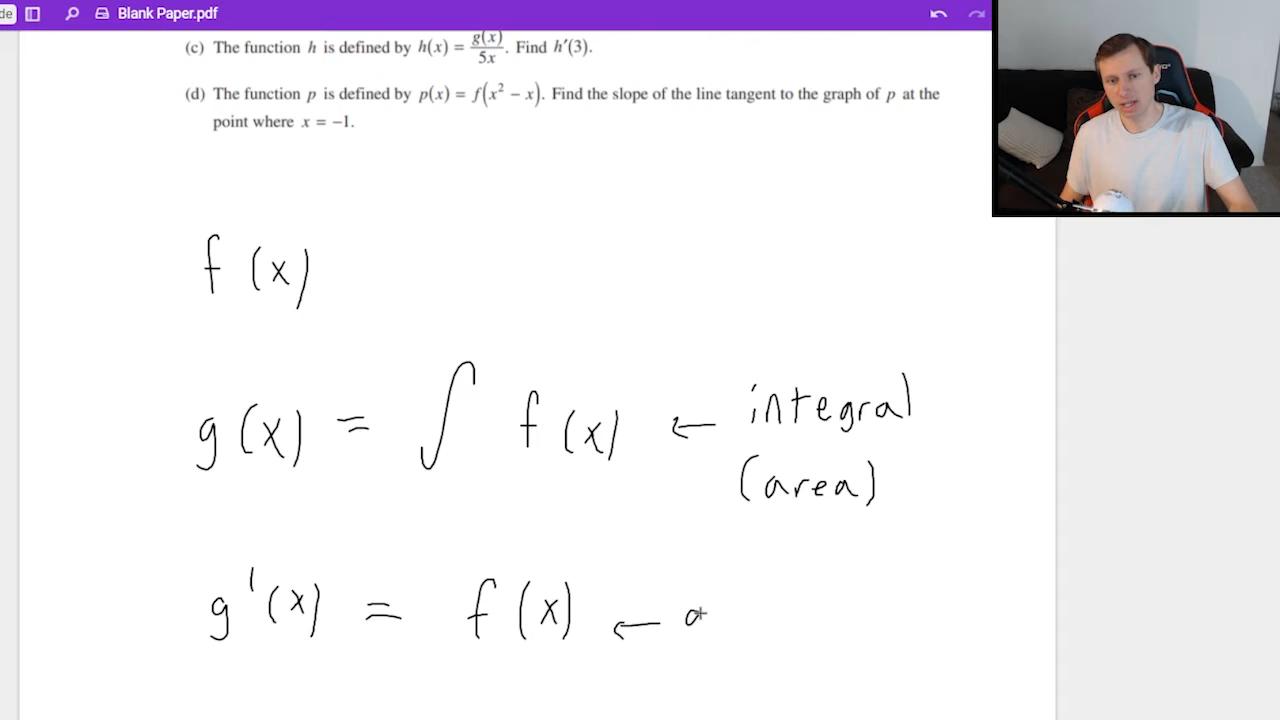 de
Blank Paper.pdf
(c) The function h is defined by h(x) = g(x)/5x. Find h′(3).
(d) The function p is defined by p(x) = f(x² − x). Find the slope of the line tangent to the graph of p at the
point where x = −1.
f(x)
g(x) = ∫ f(x) ← integral
(area)
g'(x) = f(x) ←